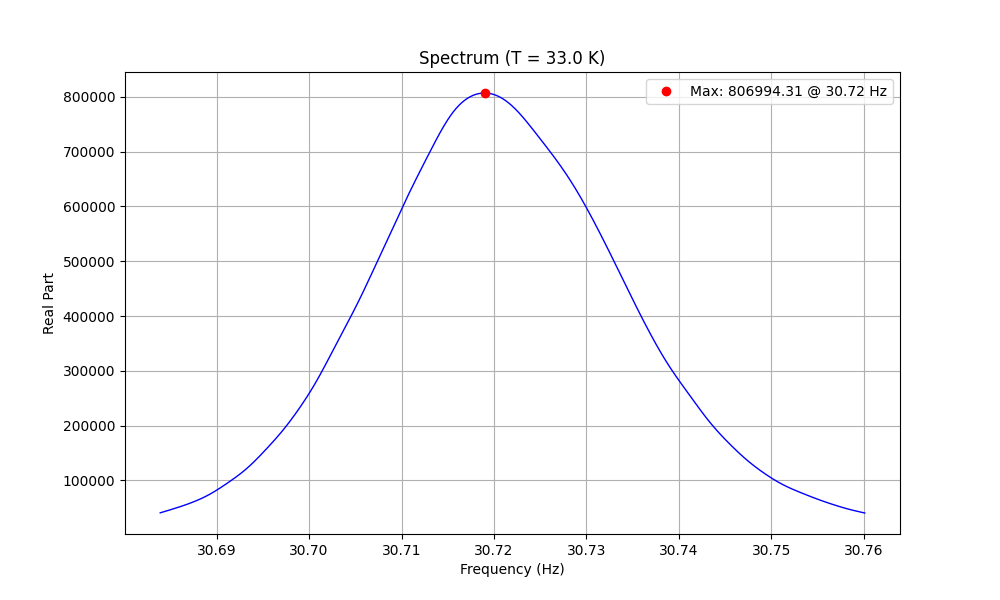 Spectrum (T = 33.0 K)
Max: 806994.31 @ 30.72 Hz
Real Part
800000
700000
600000
500000
400000
300000
200000
100000
30.69 30.70 30.71 30.72 30.73 30.74 30.75 30.76
Frequency (Hz)